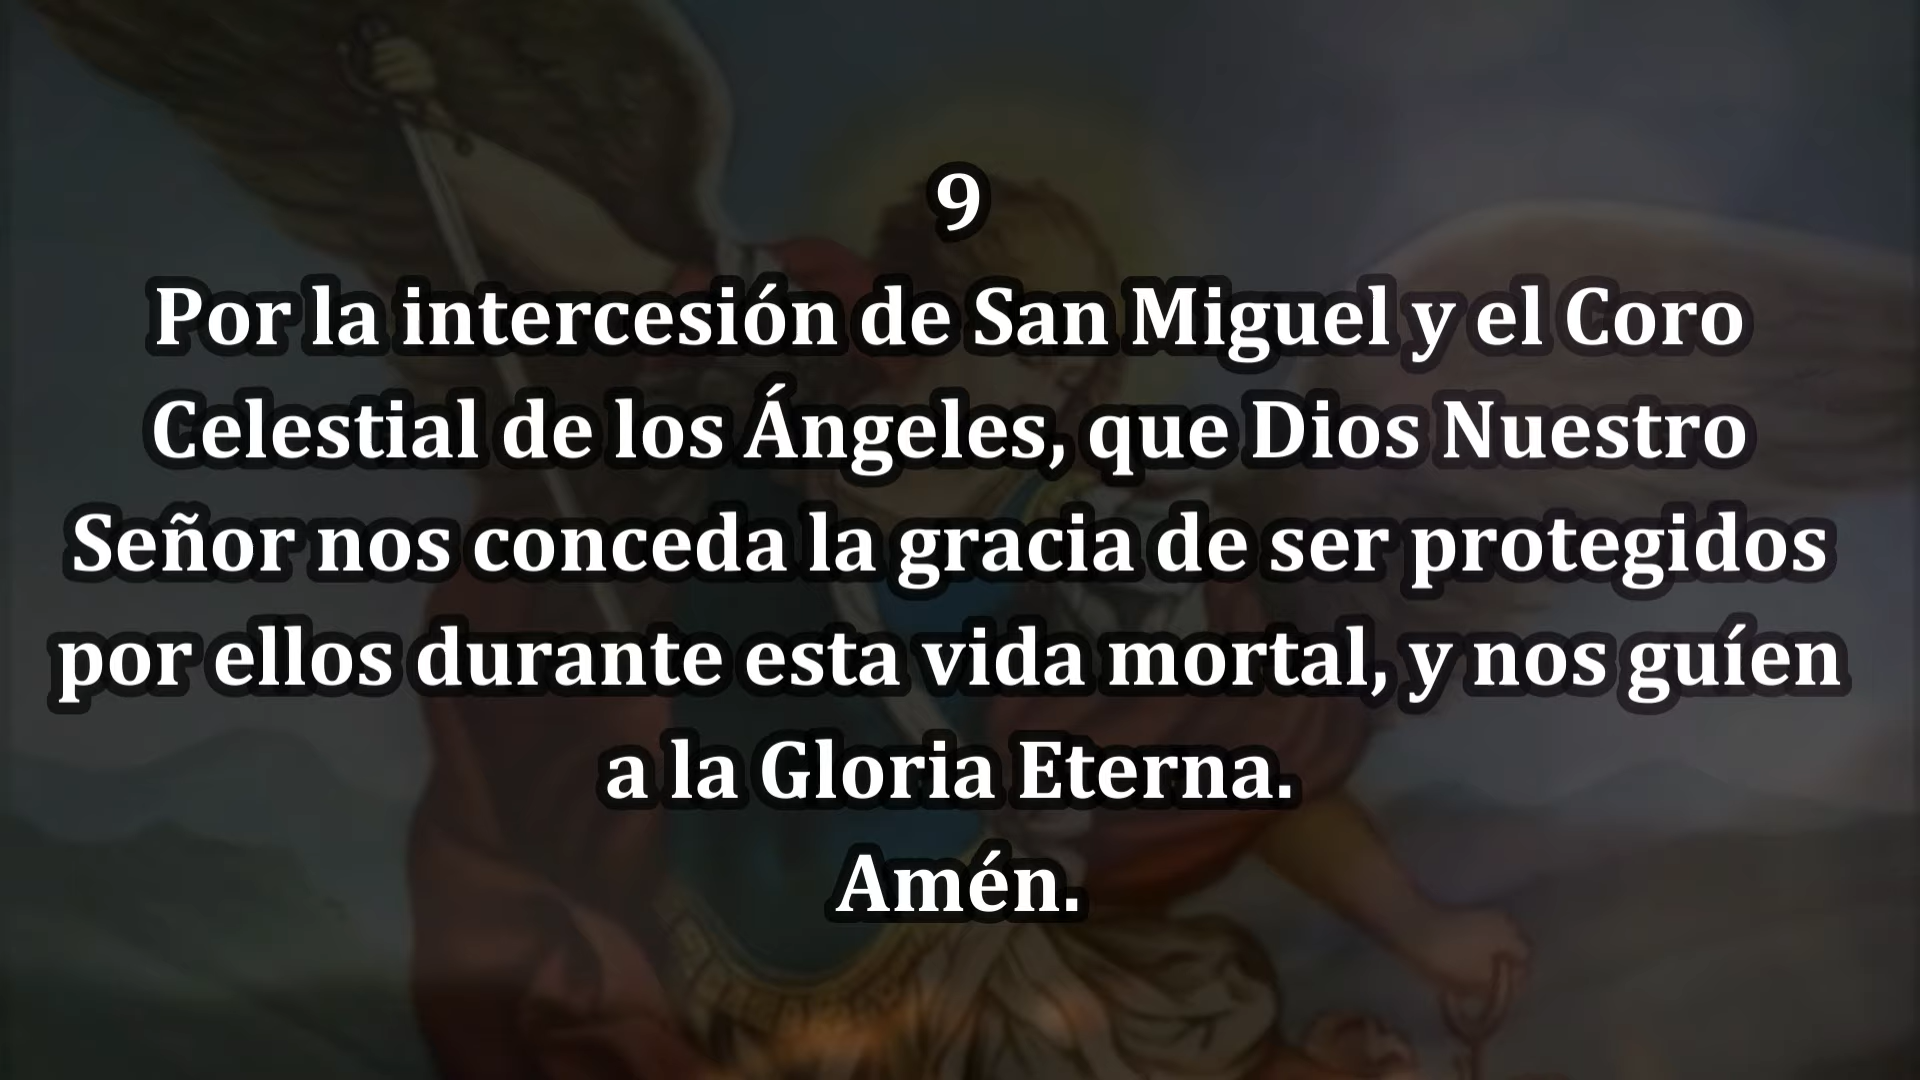 9
Por la intercesión de San Miguel y el Coro
Celestial de los Ángeles, que Dios Nuestro
Señor nos conceda la gracia de ser protegidos
por ellos durante esta vida mortal, y nos guíen
a la Gloria Eterna.
Amén.